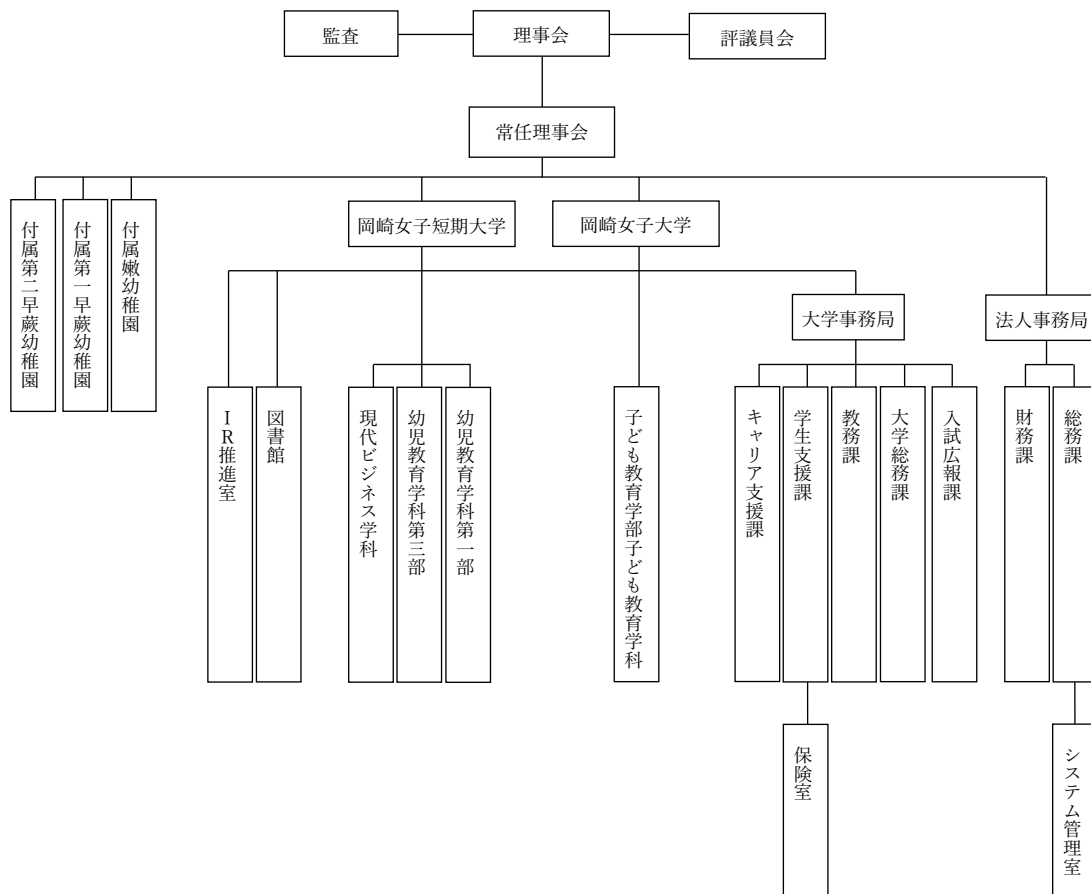 監査
理事会
評議員会
常任理事会
付属第二早蕨幼稚園
付属第一早蕨幼稚園
付属嫩幼稚園
岡崎女子短期大学
岡崎女子大学
大学事務局
法人事務局
IR推進室
図書館
現代ビジネス学科
幼児教育学科第三部
幼児教育学科第一部
子ども教育学部子ども教育学科
キャリア支援課
学生支援課
教務課
大学総務課
入試広報課
財務課
総務課
保険室
システム管理室